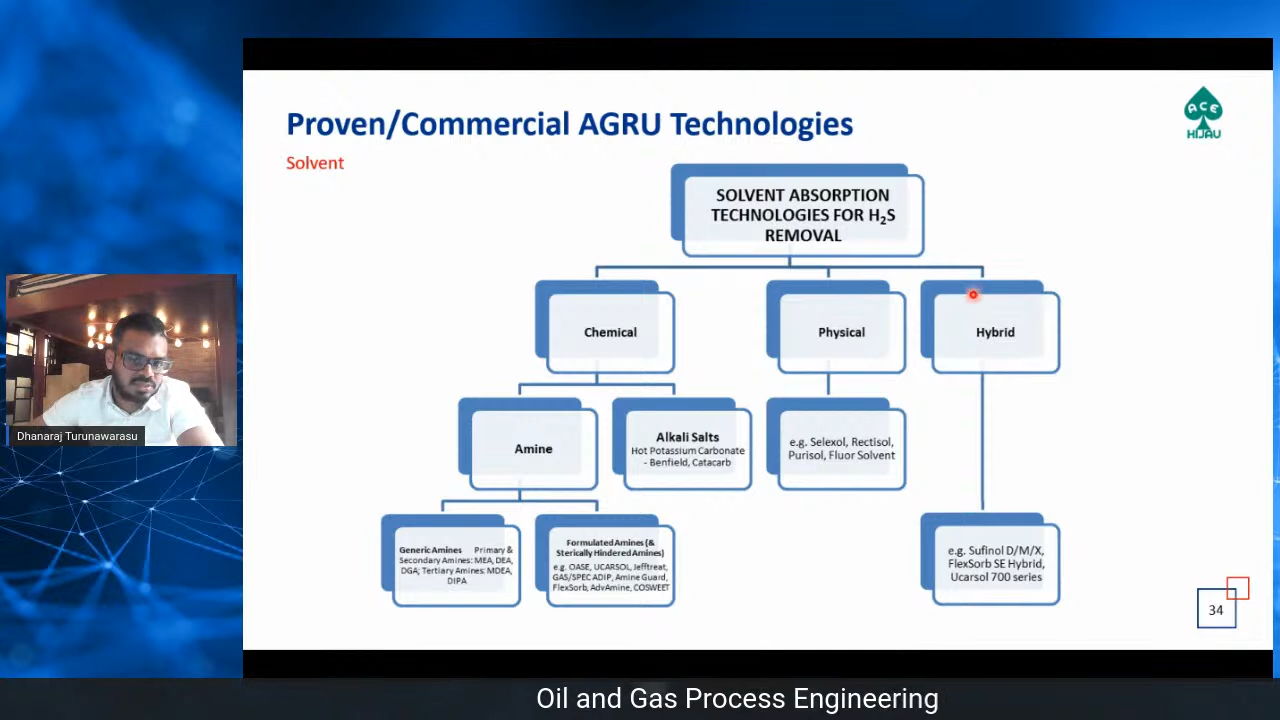 Proven/Commercial AGRU Technologies
ACE
HIJAU
Solvent
SOLVENT ABSORPTION
TECHNOLOGIES FOR H₂S
REMOVAL
Chemical
Physical
Hybrid
Amine
Alkali Salts
Hot Potassium Carbonate
- Benfield, Catacarb
e.g. Selexol, Rectisol,
Purisol, Fluor Solvent
Generic Amines Primary &
Secondary Amines: MEA, DEA,
DGA; Tertiary Amines: MDEA,
DIPA
Formulated Amines (&
Sterically Hindered Amines)
e.g. OASE, UCARSOL, Jefftreat,
GAS/SPEC ADIP, Amine Guard,
FlexSorb, AdvAmine, COSWEET
e.g. Sufinol D/M/X,
FlexSorb SE Hybrid,
Ucarsol 700 series
34
Dhanaraj Turunawarasu
Oil and Gas Process Engineering